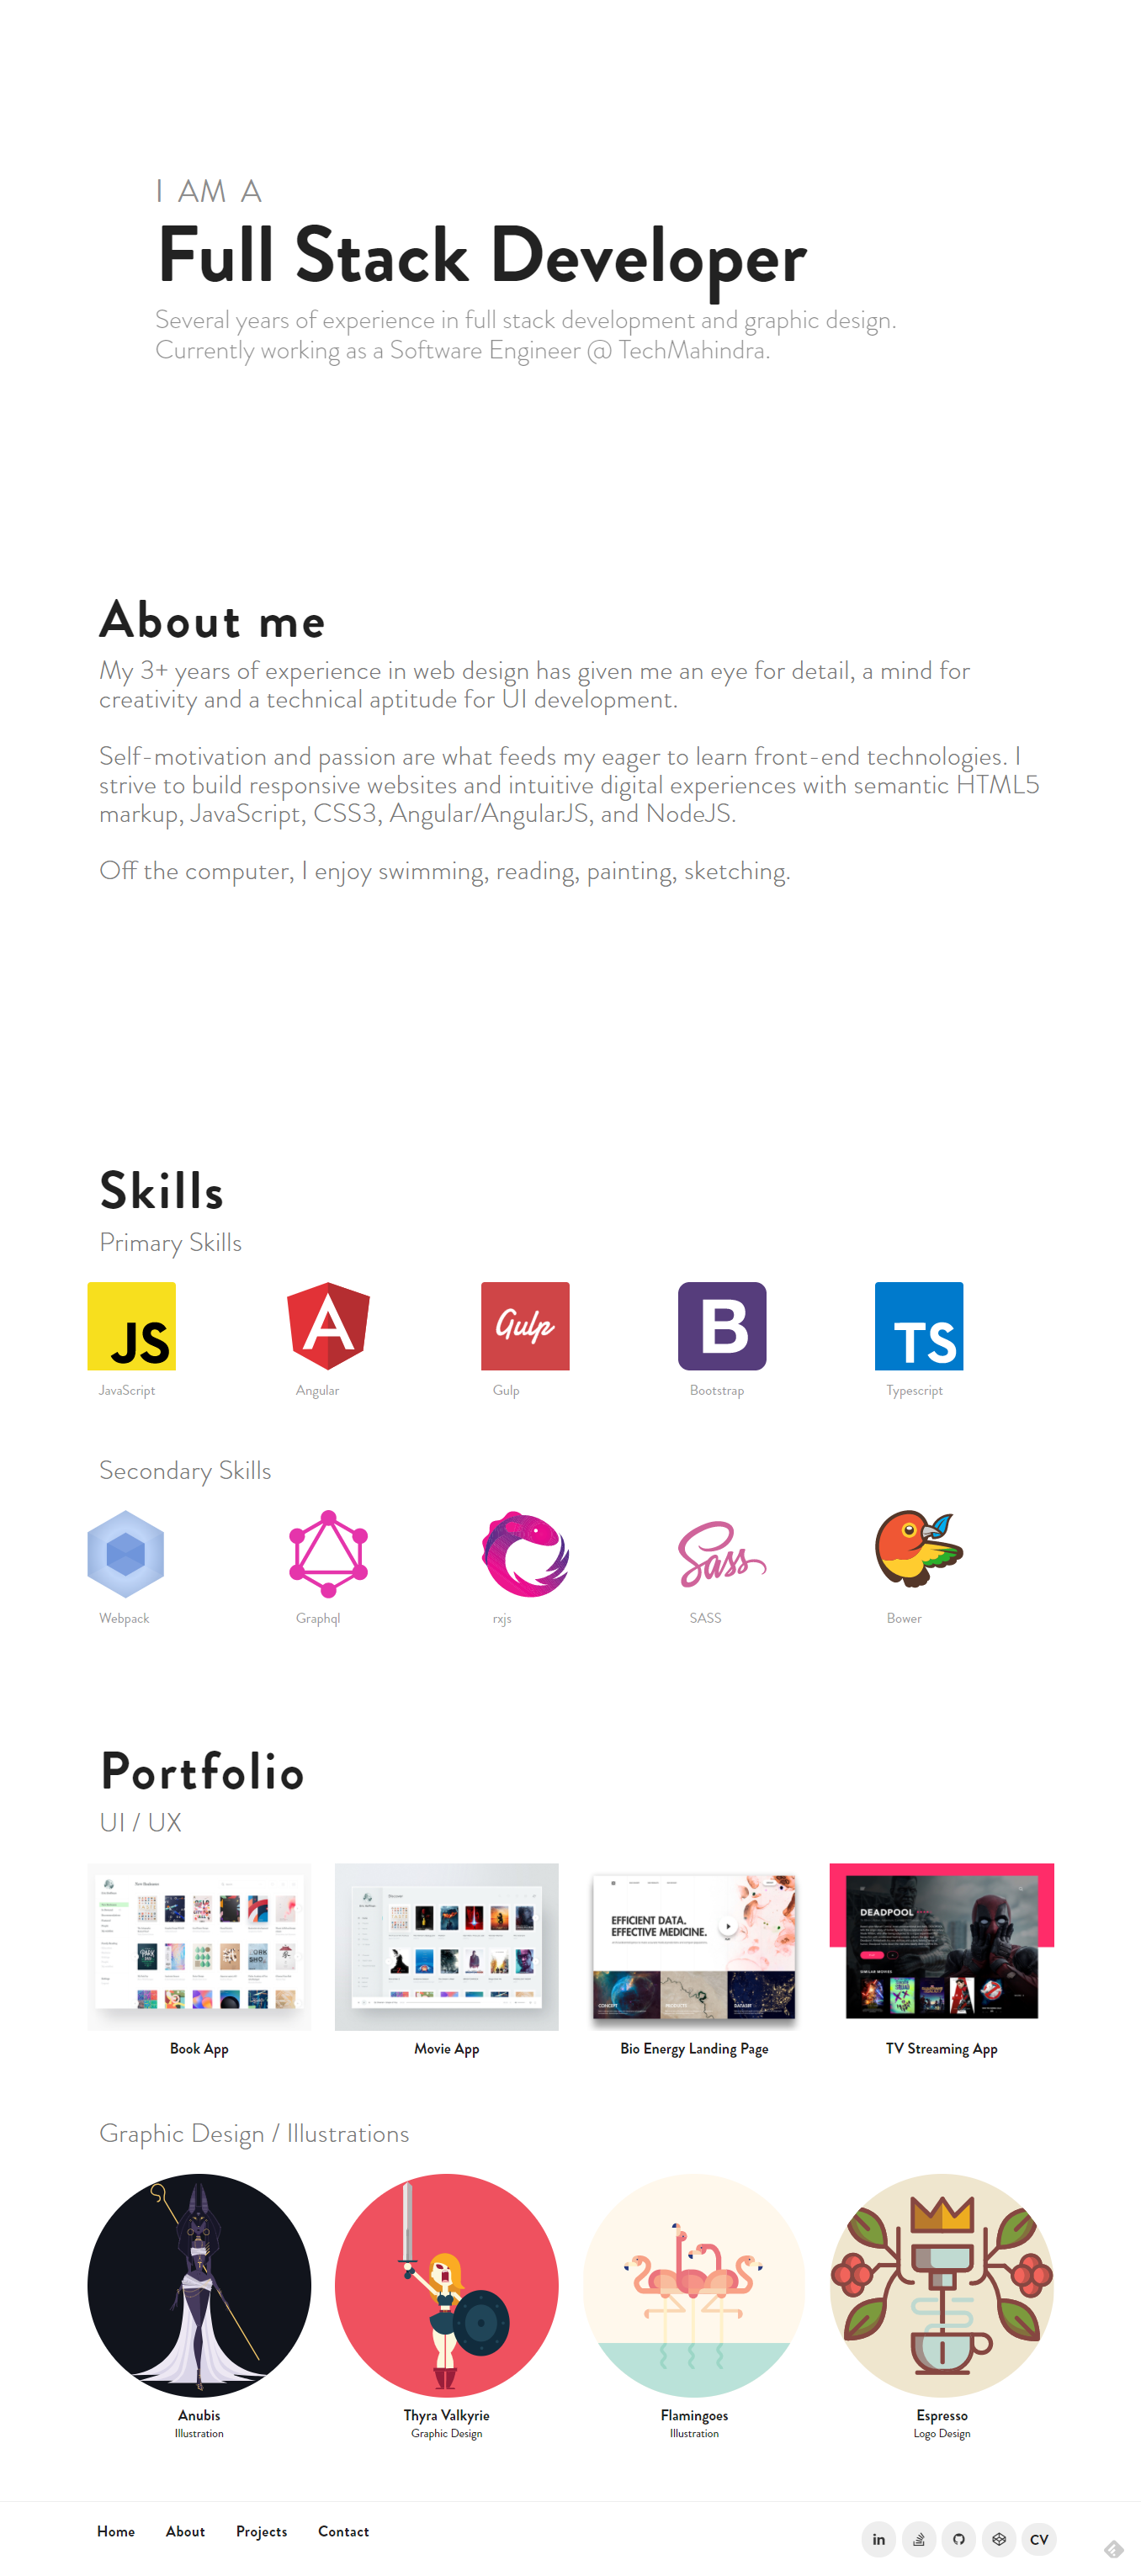 I AM A
Full Stack Developer
Several years of experience in full stack development and graphic design.
Currently working as a Software Engineer @ TechMahindra.
About me
My 3+ years of experience in web design has given me an eye for detail, a mind for
creativity and a technical aptitude for UI development.
Self-motivation and passion are what feeds my eager to learn front-end technologies. I
strive to build responsive websites and intuitive digital experiences with semantic HTML5
markup, JavaScript, CSS3, Angular/AngularJS, and NodeJS.
Off the computer, I enjoy swimming, reading, painting, sketching.
Skills
Primary Skills
JS
A
Gulp
B
TS
JavaScript
Angular
Gulp
Bootstrap
Typescript
Secondary Skills
Sass
Webpack
Graphql
rxjs
SASS
Bower
Portfolio
UI / UX
EFFICIENT DATA.
EFFECTIVE MEDICINE.
CONCEPT
PRODUCTS
DATASET
DEADPOOL
SIMILAR MOVIES
Book App
Movie App
Bio Energy Landing Page
TV Streaming App
Graphic Design / Illustrations
Anubis
Illustration
Thyra Valkyrie
Graphic Design
Flamingoes
Illustration
Espresso
Logo Design
Home
About
Projects
Contact
in
CV